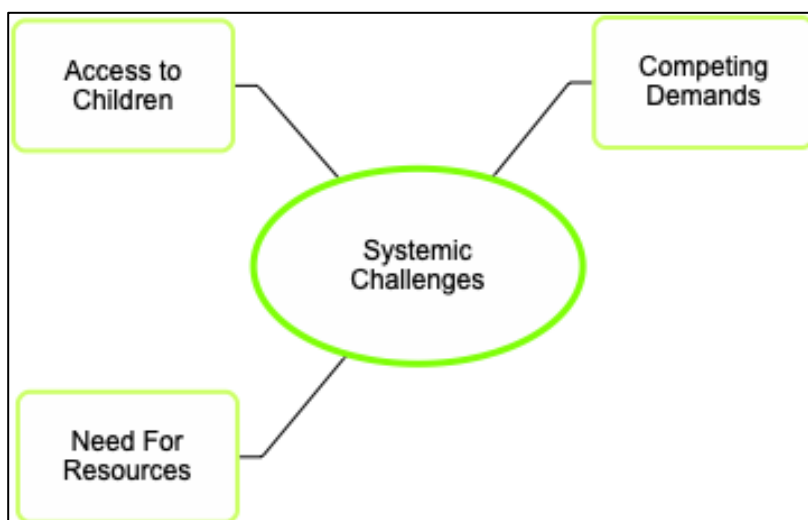 Access to
Children
Competing
Demands
Systemic
Challenges
Need For
Resources